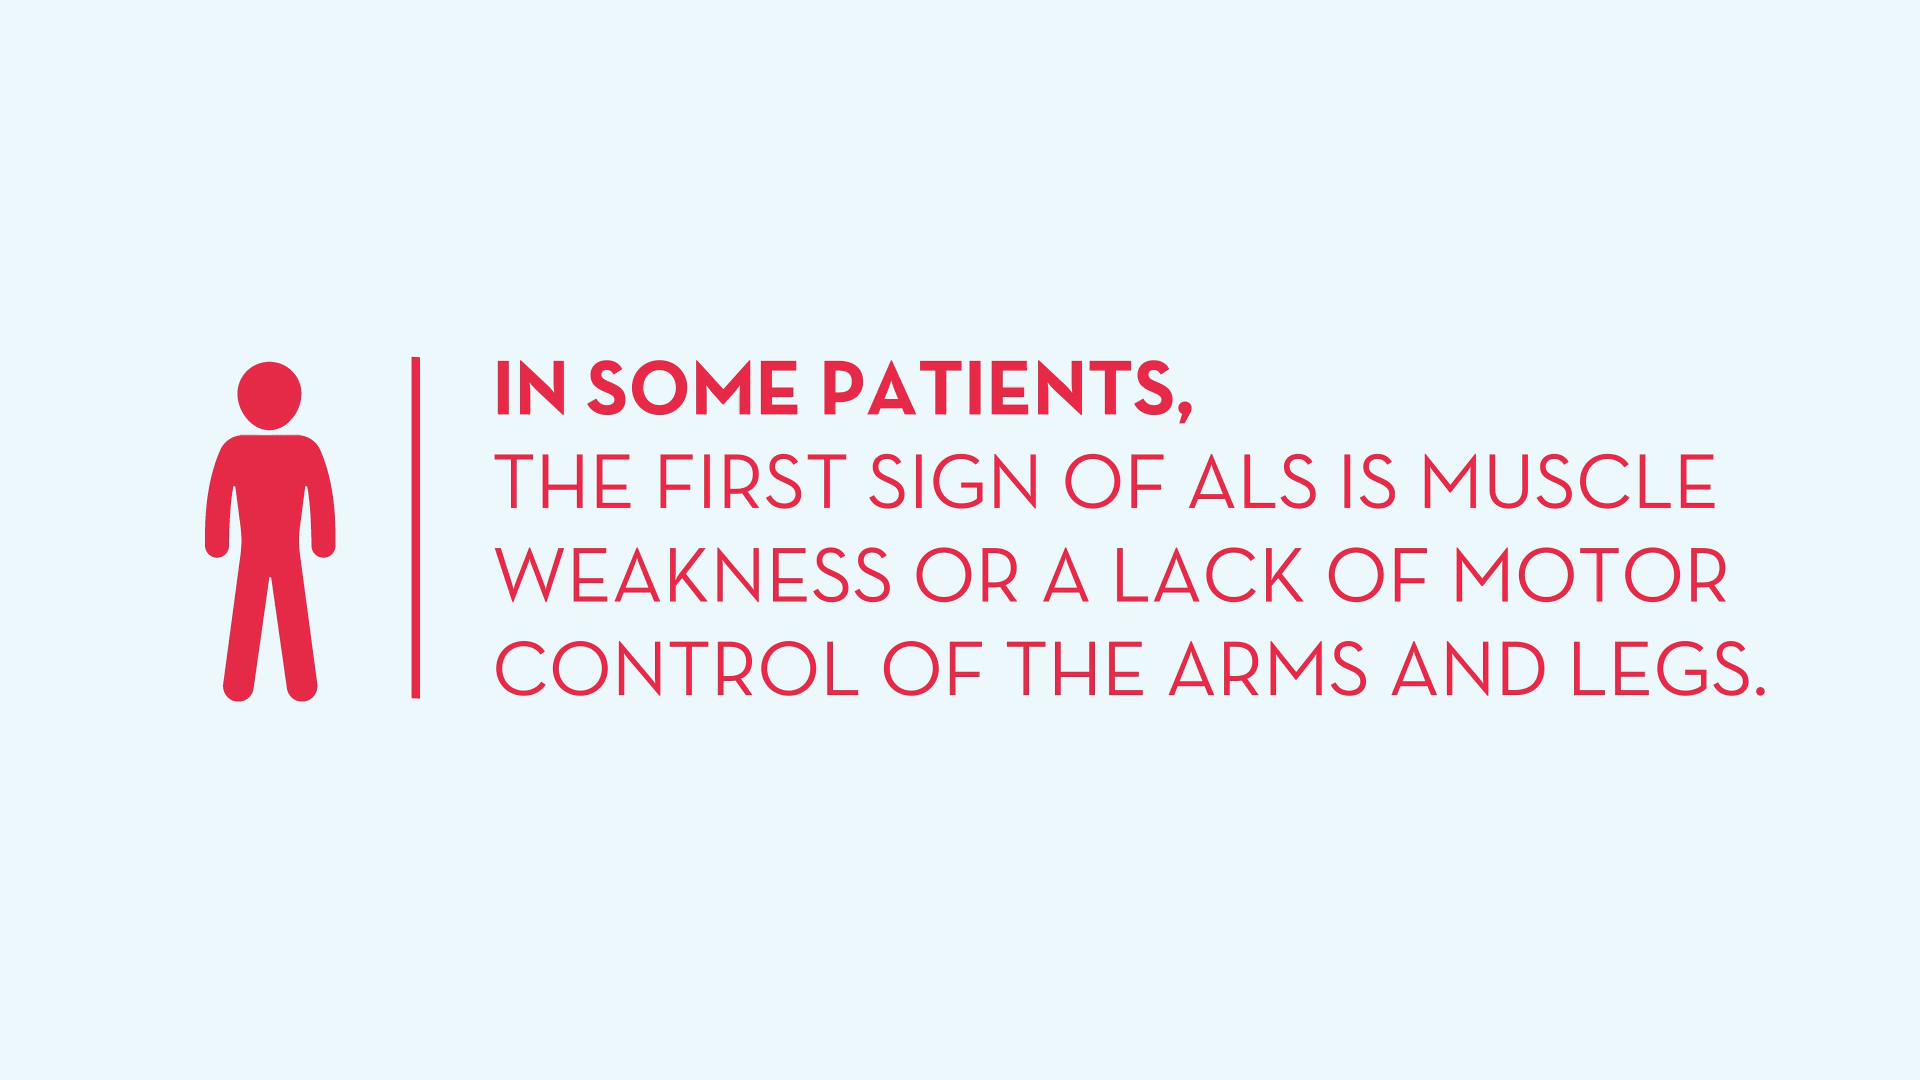 IN SOME PATIENTS,
THE FIRST SIGN OF ALS IS MUSCLE
WEAKNESS OR A LACK OF MOTOR
CONTROL OF THE ARMS AND LEGS.